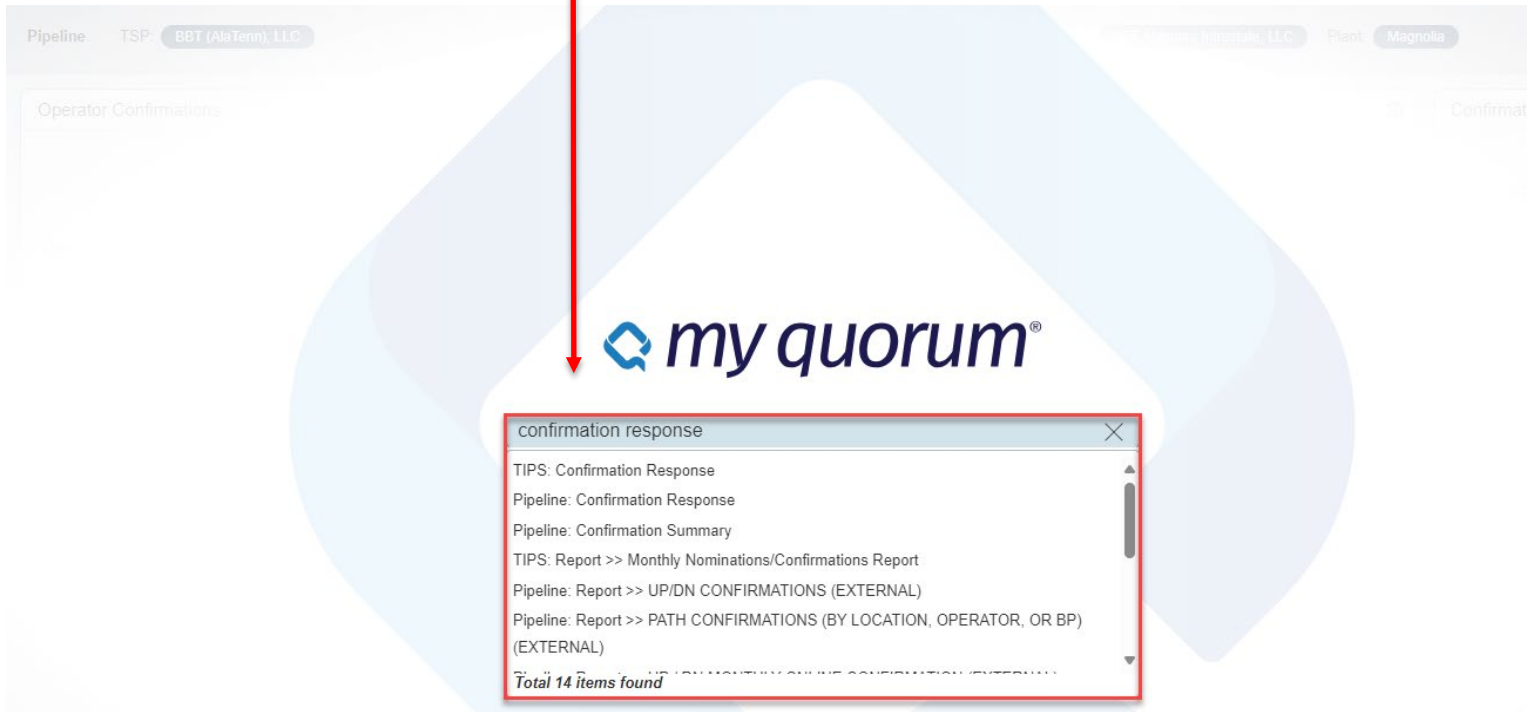 Pipeline TSP: BBT (AlaTenn), LLC Plant: Magnolia
Operator Confirmations
my quorum®
confirmation response
TIPS: Confirmation Response
Pipeline: Confirmation Response
Pipeline: Confirmation Summary
TIPS: Report >> Monthly Nominations/Confirmations Report
Pipeline: Report >> UP/DN CONFIRMATIONS (EXTERNAL)
Pipeline: Report >> PATH CONFIRMATIONS (BY LOCATION, OPERATOR, OR BP)
(EXTERNAL)
Total 14 items found